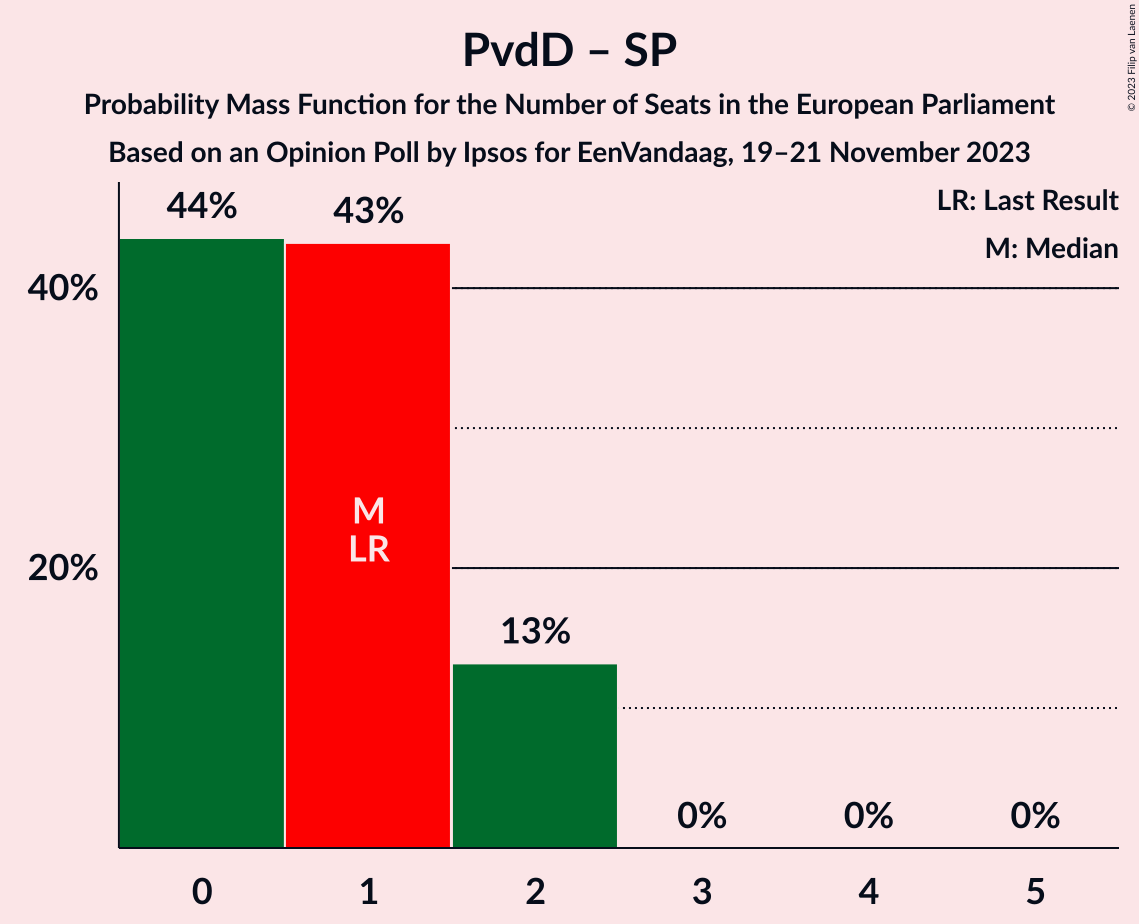 PvdD – SP
Probability Mass Function for the Number of Seats in the European Parliament
Based on an Opinion Poll by Ipsos for EenVandaag, 19–21 November 2023
© 2023 Filip van Laenen
LR: Last Result
M: Median
44%
43%
40%
M
LR
20%
13%
0%
0%
0%
0
1
2
3
4
5